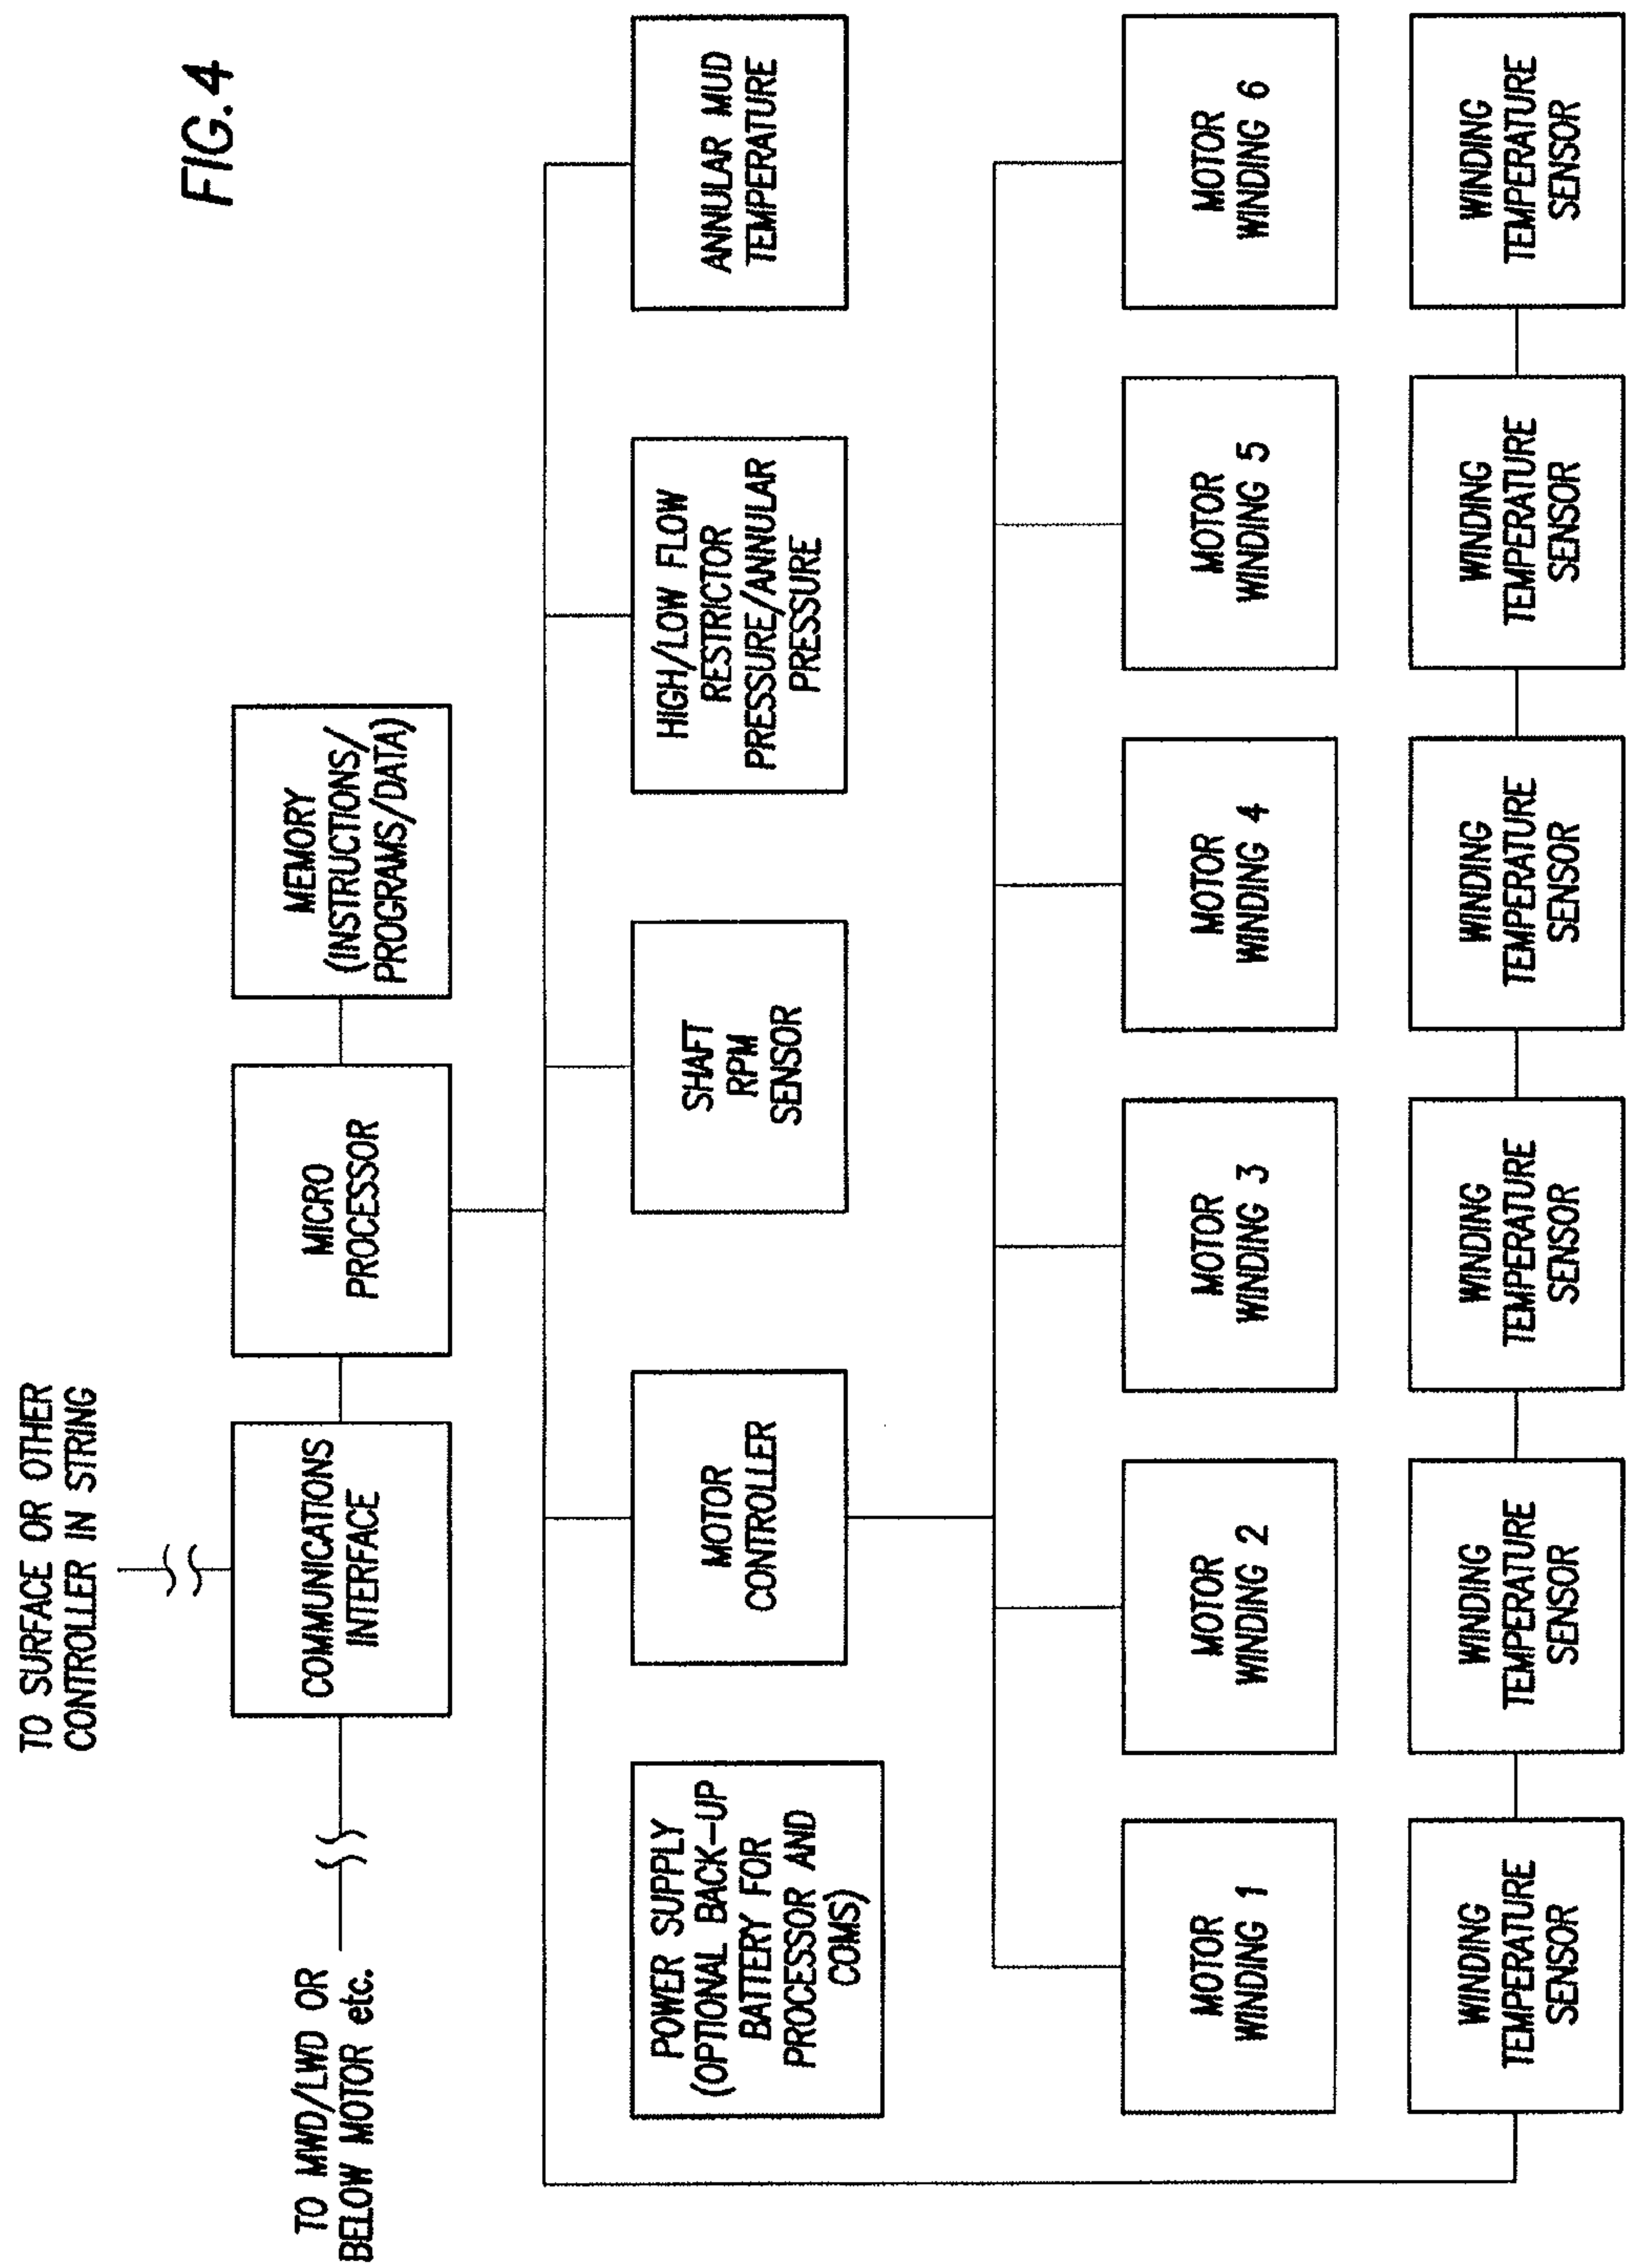 FIG.4
TO SURFACE OR OTHER
CONTROLLER IN STRING
TO MWD/LWD OR
BELOW MOTOR etc.
COMMUNICATIONS
INTERFACE
MICRO
PROCESSOR
MEMORY
(INSTRUCTIONS/
PROGRAMS/DATA)
POWER SUPPLY
(OPTIONAL BACK-UP
BATTERY FOR
PROCESSOR AND
COMS)
MOTOR
CONTROLLER
SHAFT
RPM
SENSOR
HIGH/LOW FLOW
RESTRICTOR
PRESSURE/ANNULAR
PRESSURE
ANNULAR MUD
TEMPERATURE
MOTOR
WINDING 1
MOTOR
WINDING 2
MOTOR
WINDING 3
MOTOR
WINDING 4
MOTOR
WINDING 5
MOTOR
WINDING 6
WINDING
TEMPERATURE
SENSOR
WINDING
TEMPERATURE
SENSOR
WINDING
TEMPERATURE
SENSOR
WINDING
TEMPERATURE
SENSOR
WINDING
TEMPERATURE
SENSOR
WINDING
TEMPERATURE
SENSOR